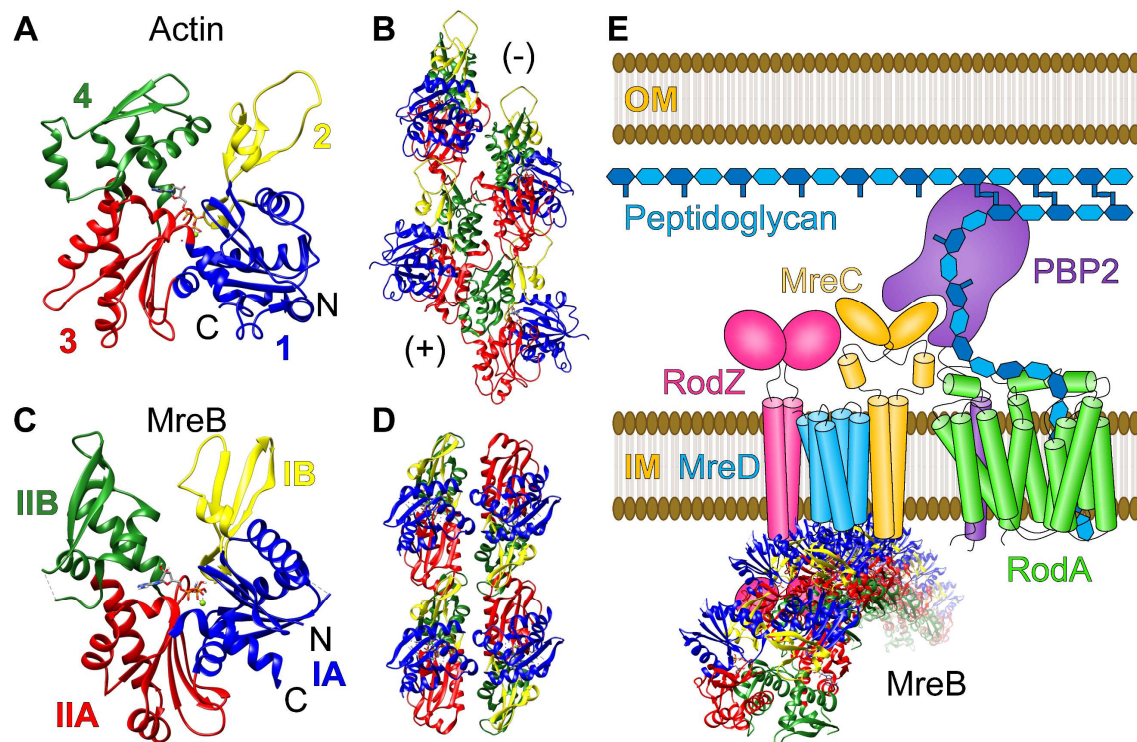 A
Actin
4
2
3
C
N
1
B
(-)
(+)
C
MreB
IIB
IB
N
C
IA
IIA
D
E
OM
Peptidoglycan
PBP2
MreC
RodZ
IM
MreD
RodA
MreB